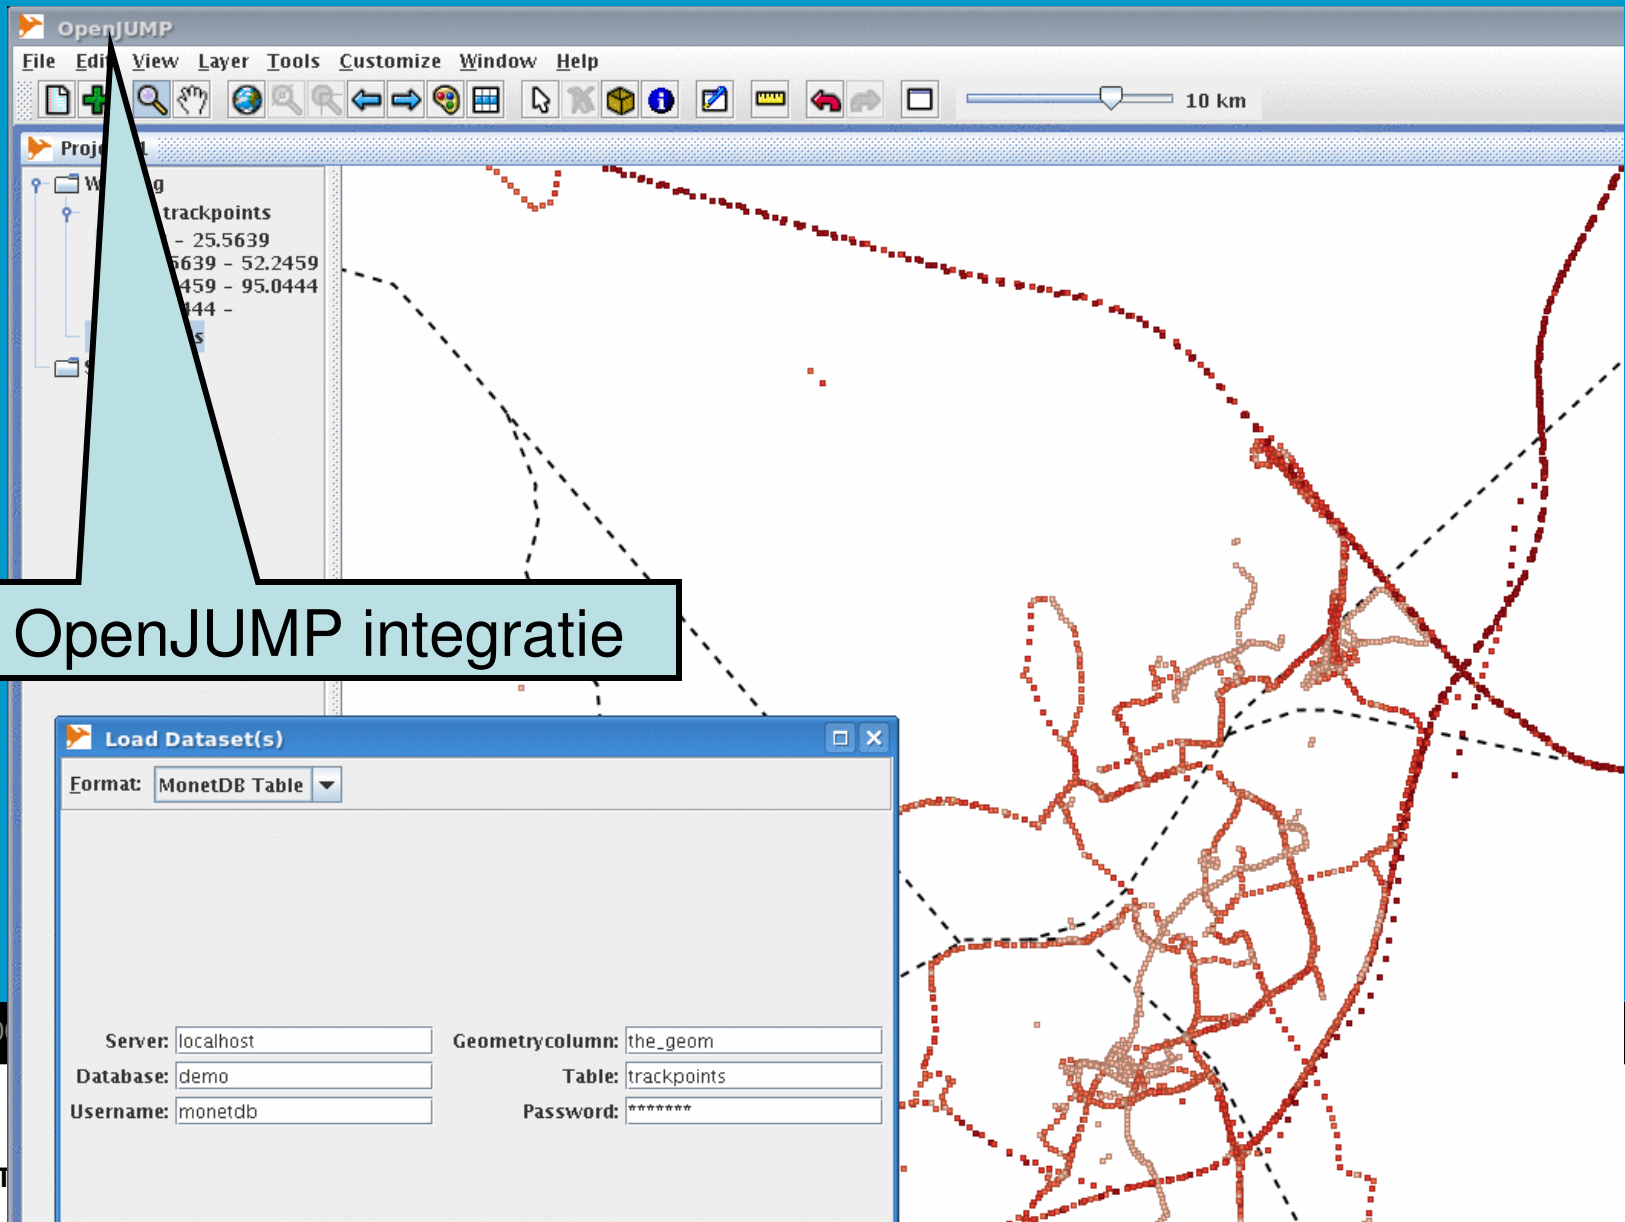 OpenJUMP
File Edit View Layer Tools Customize Window Help
10 km
trackpoints
- 25.5639
5639 - 52.2459
459 - 95.0444
444 -
OpenJUMP integratie
Load Dataset(s)
Format: MonetDB Table
Server: localhost Geometrycolumn: the_geom
Database: demo Table: trackpoints
Username: monetdb Password: *******